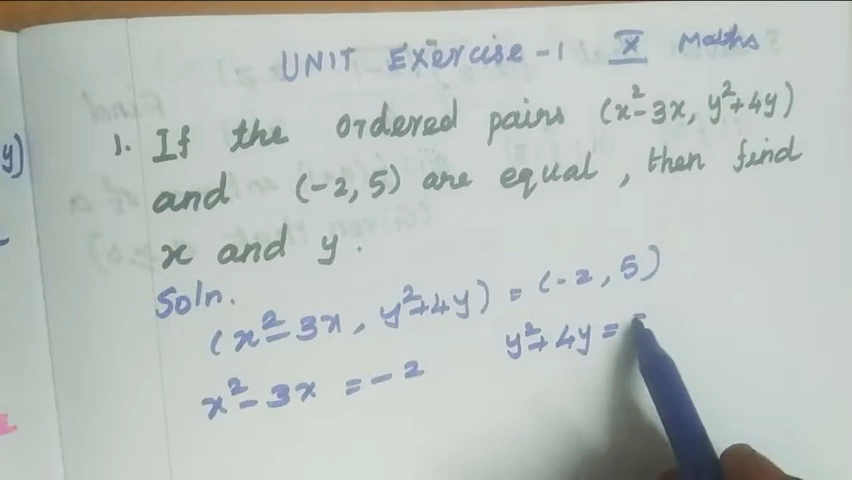 UNIT Exercise - 1 X Maths
y)
1. If the ordered pairs (x²-3x, y²+4y)
and (-2, 5) are equal, then find
x and y.
Soln.
(x²-3x, y²+4y) = (-2, 5)
x²-3x = -2 y²+4y =